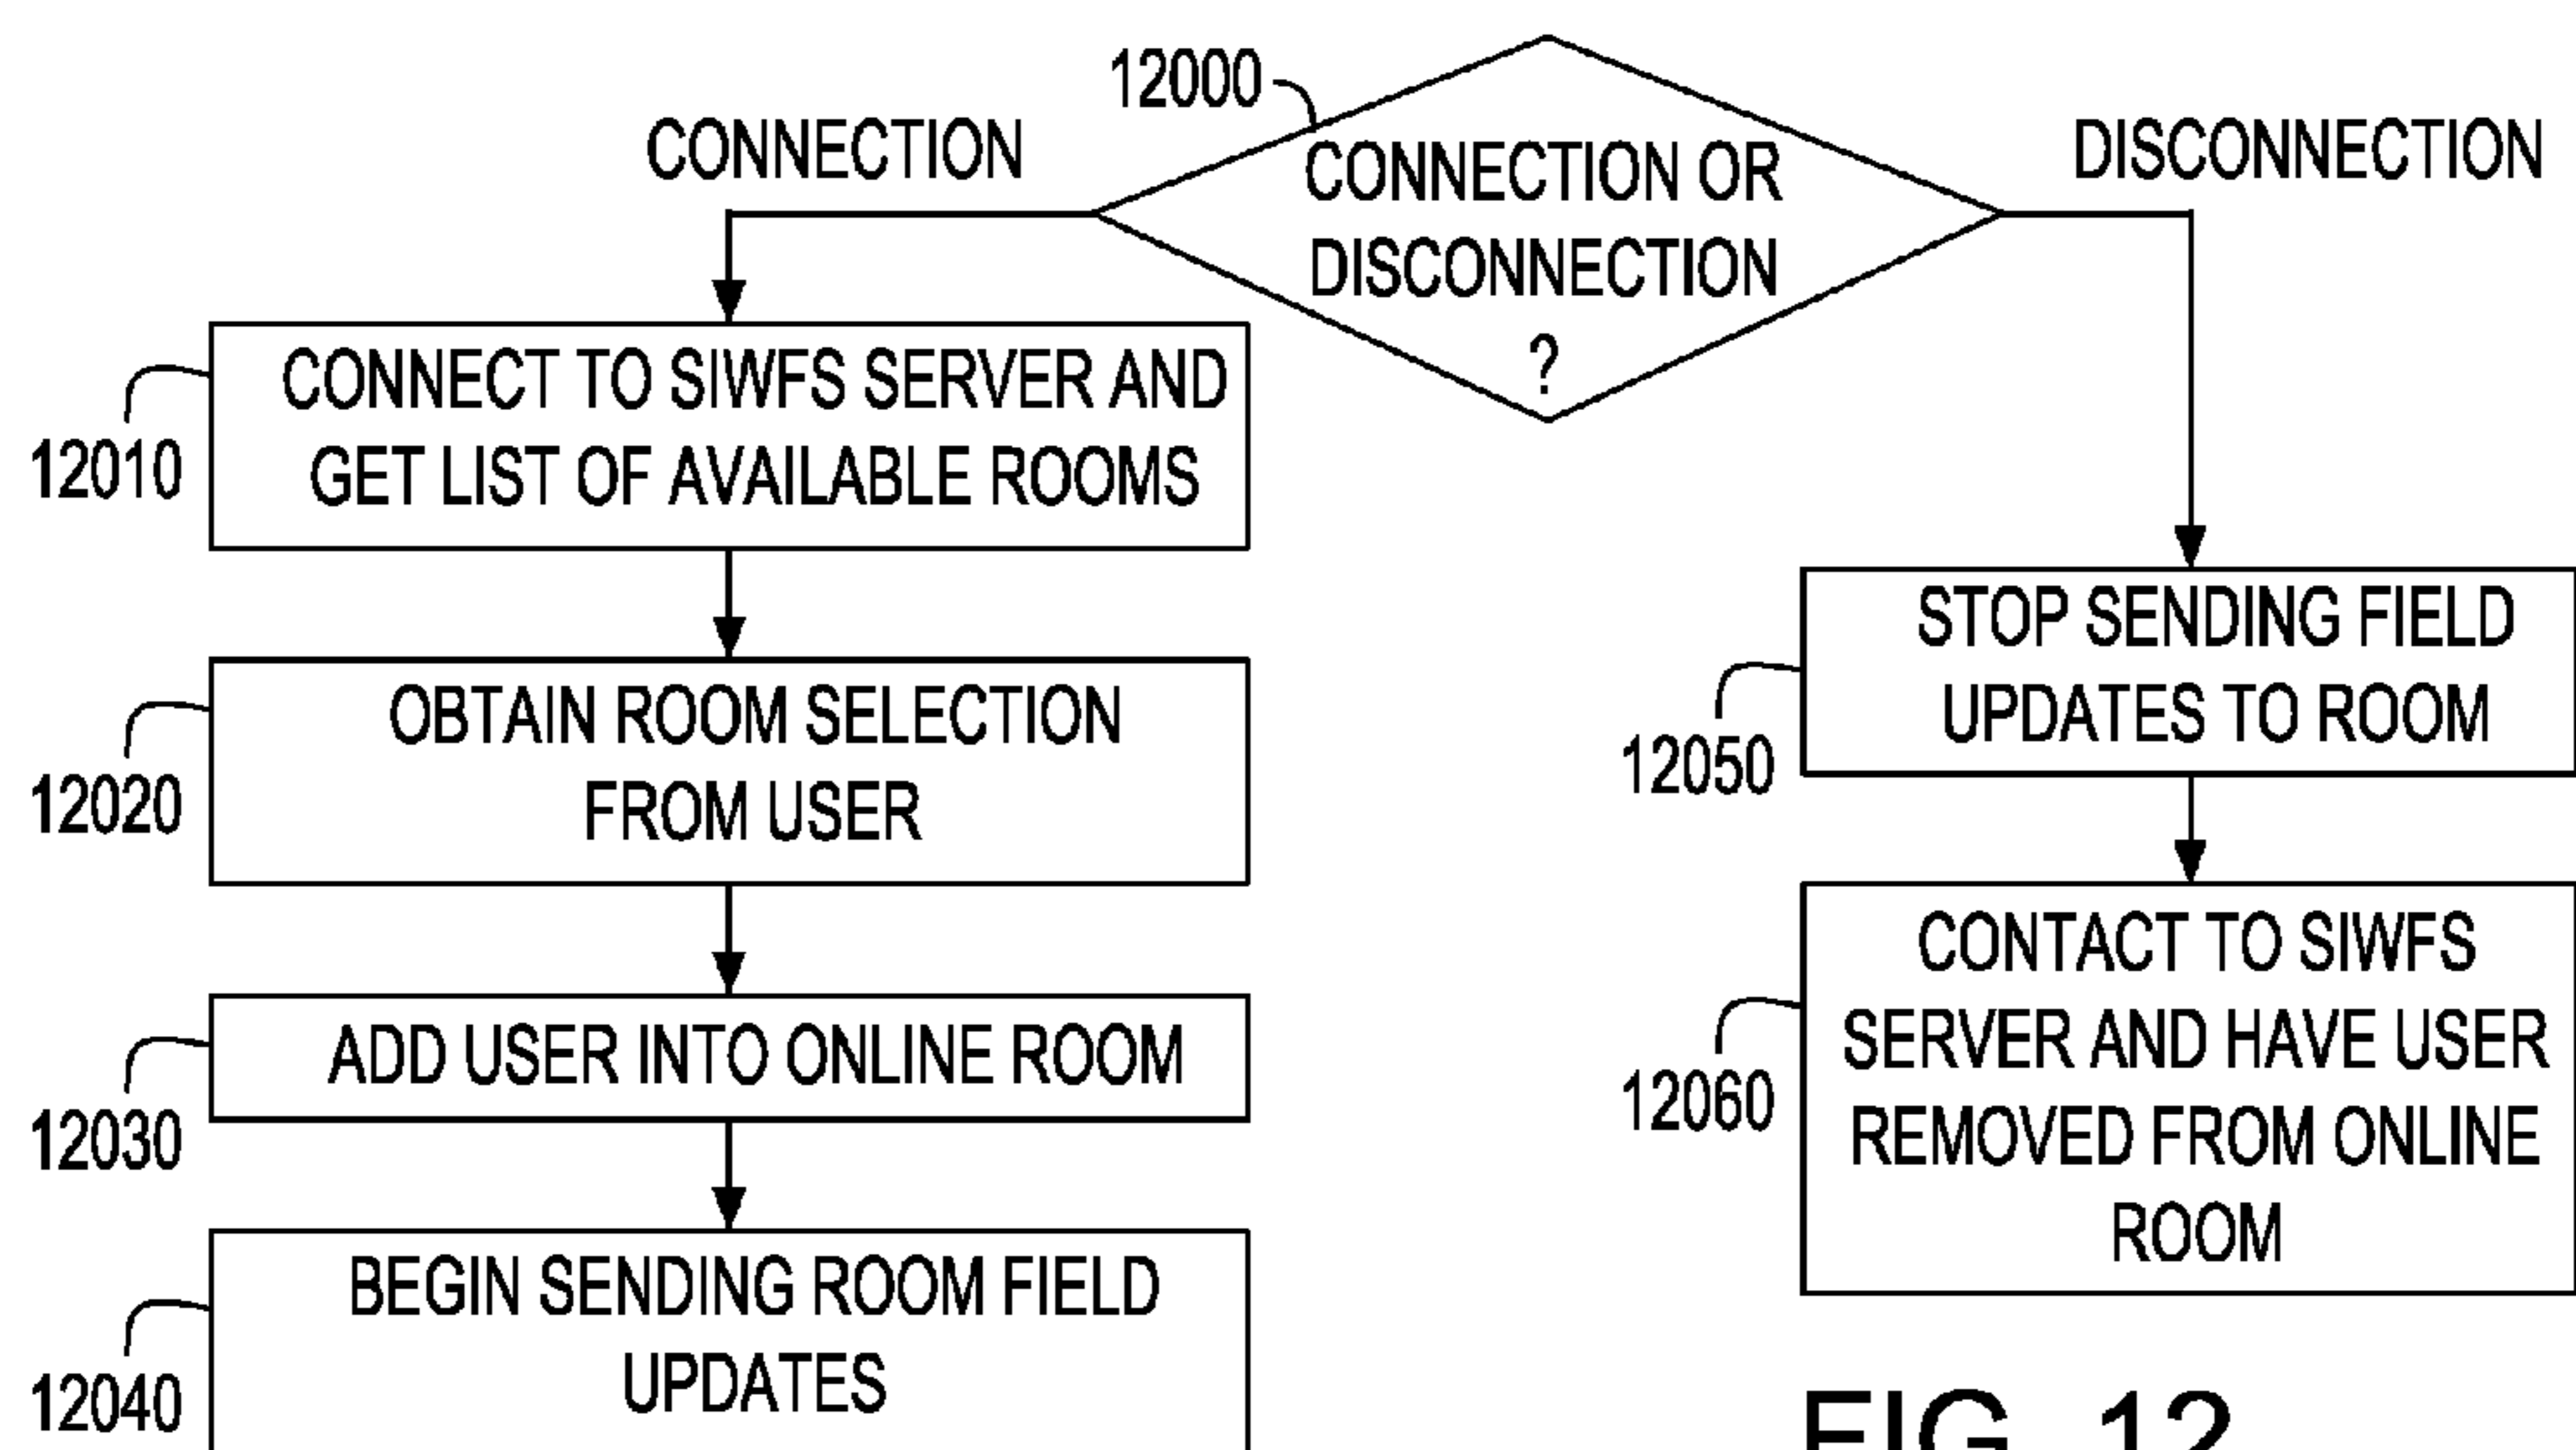 12000
CONNECTION
DISCONNECTION
CONNECTION OR
DISCONNECTION
?
12010
CONNECT TO SIWFS SERVER AND
GET LIST OF AVAILABLE ROOMS
12020
OBTAIN ROOM SELECTION
FROM USER
12030
ADD USER INTO ONLINE ROOM
12040
BEGIN SENDING ROOM FIELD
UPDATES
12050
STOP SENDING FIELD
UPDATES TO ROOM
12060
CONTACT TO SIWFS
SERVER AND HAVE USER
REMOVED FROM ONLINE
ROOM
FIG. 12